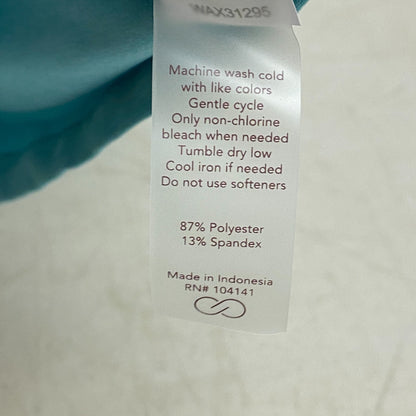 WAX31295
Machine wash cold
with like colors
Gentle cycle
Only non-chlorine
bleach when needed
Tumble dry low
Cool iron if needed
Do not use softeners
87% Polyester
13% Spandex
Made in Indonesia
RN# 104141